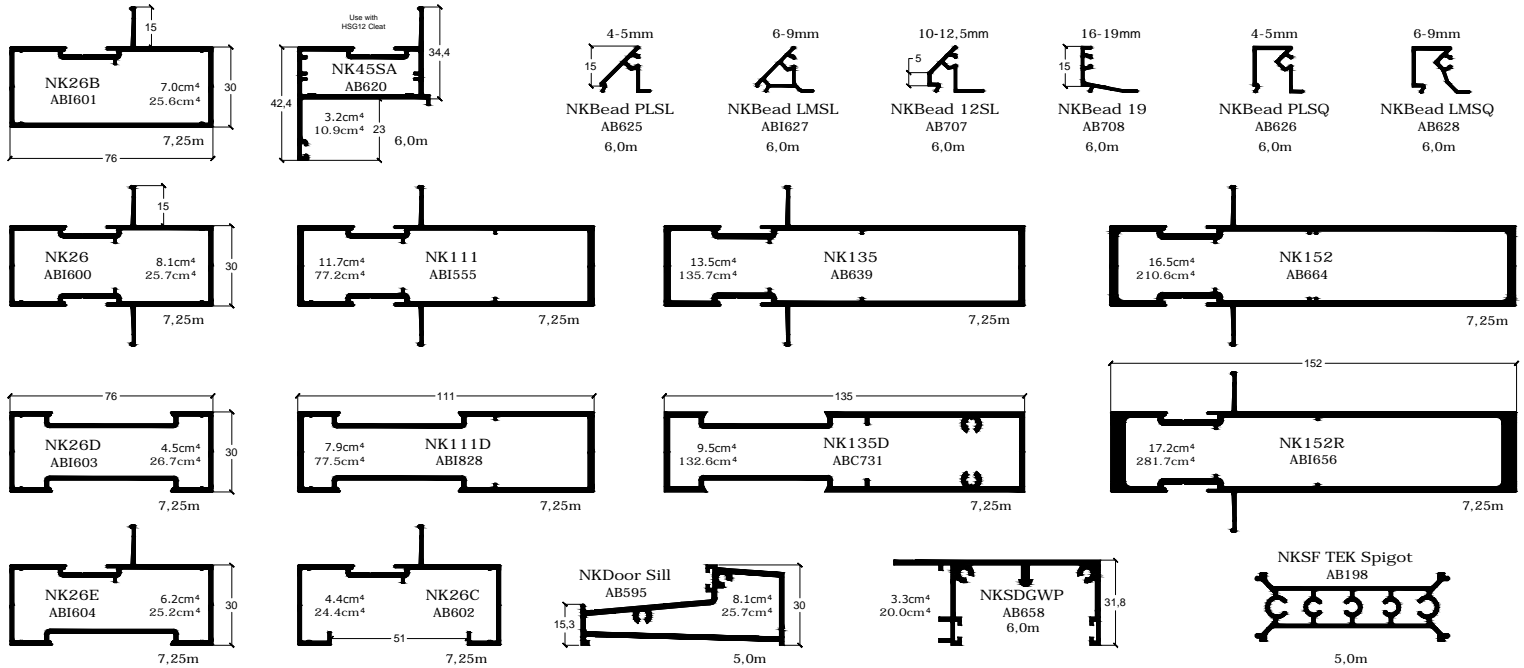 15
NK26B
ABI601
7.0cm⁴
25.6cm⁴
30
7,25m
76
Use with
HSG12 Cleat
34,4
NK45SA
AB620
42,4
3.2cm⁴
10.9cm⁴
23
6,0m
4-5mm
15
NKBead PLSL
AB625
6,0m
6-9mm
NKBead LMSL
ABI627
6,0m
10-12,5mm
5
NKBead 12SL
AB707
6,0m
16-19mm
15
NKBead 19
AB708
6,0m
4-5mm
NKBead PLSQ
AB626
6,0m
6-9mm
NKBead LMSQ
AB628
6,0m
15
NK26
ABI600
8.1cm⁴
25.7cm⁴
30
7,25m
11.7cm⁴
77.2cm⁴
NK111
ABI555
7,25m
13.5cm⁴
135.7cm⁴
NK135
AB639
7,25m
16.5cm⁴
210.6cm⁴
NK152
AB664
7,25m
76
NK26D
ABI603
4.5cm⁴
26.7cm⁴
30
7,25m
111
7.9cm⁴
77.5cm⁴
NK111D
ABI828
7,25m
135
9.5cm⁴
132.6cm⁴
NK135D
ABC731
7,25m
152
17.2cm⁴
281.7cm⁴
NK152R
ABI656
7,25m
NK26E
ABI604
6.2cm⁴
25.2cm⁴
30
7,25m
4.4cm⁴
24.4cm⁴
NK26C
AB602
51
7,25m
NKDoor Sill
AB595
15,3
8.1cm⁴
25.7cm⁴
30
5,0m
3.3cm⁴
20.0cm⁴
NKSDGWP
AB658
6,0m
31,8
NKSF TEK Spigot
AB198
5,0m